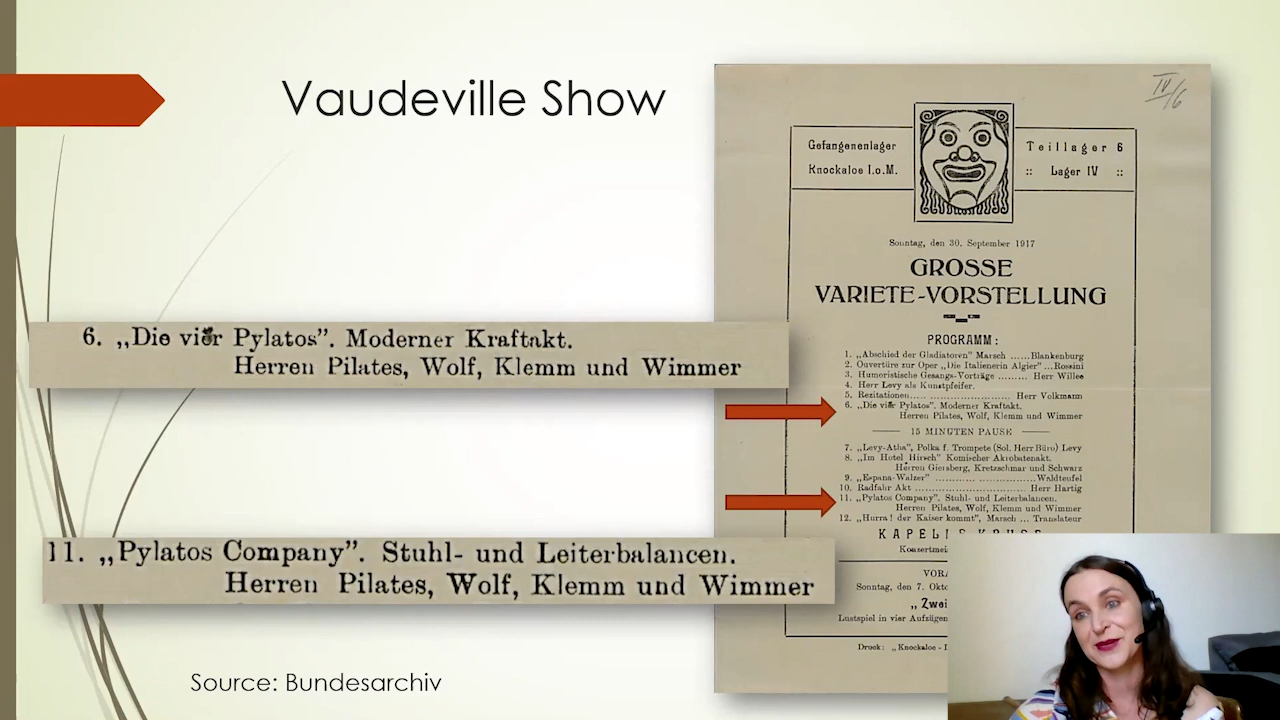 Vaudeville Show
6. „Die vier Pylatos”. Moderner Kraftakt.
Herren Pilates, Wolf, Klemm und Wimmer
11. „Pylatos Company”. Stuhl- und Leiterbalancen.
Herren Pilates, Wolf, Klemm und Wimmer
Source: Bundesarchiv
IV/6
Gefangenenlager
Knockaloe I.o.M.
Teillager 6
:: Lager IV ::
Sonntag, den 30. September 1917
GROSSE
VARIETE-VORSTELLUNG
PROGRAMM:
1. „Abschied der Gladiatoren” Marsch ......Blankenburg
2. Ouvertüre zur Oper „Die Italienerin Algier” ...Rossini
3. Humoristische Gesangs-Vorträge ......... Herr Willee
4. Herr Levy als Kunstpfeifer.
5. Rezitationen..... ......................... Herr Volkmann
6. „Die vier Pylatos”. Moderner Kraftakt.
Herren Pilates, Wolf, Klemm und Wimmer
15 MINUTEN PAUSE
7. „Levy-Atha”, Polka f. Trompete (Sol. Herr Büro) Levy
8. „Im Hotel Hirsch” Komischer Akrobatenakt.
Herren Giersberg, Kretzschmar und Schwarz
9. „Espana-Walzer” ..........................Waldteufel
10. Radfahr Akt ............................... Herr Hartig
11. „Pylatos Company”. Stuhl- und Leiterbalancen.
Herren Pilates, Wolf, Klemm und Wimmer
12. „Hurra! der Kaiser kommt”, Marsch ... Translateur
Sonntag, den 7.
„Zwei
Lustspiel in vier
Druck: „Knockaloe -